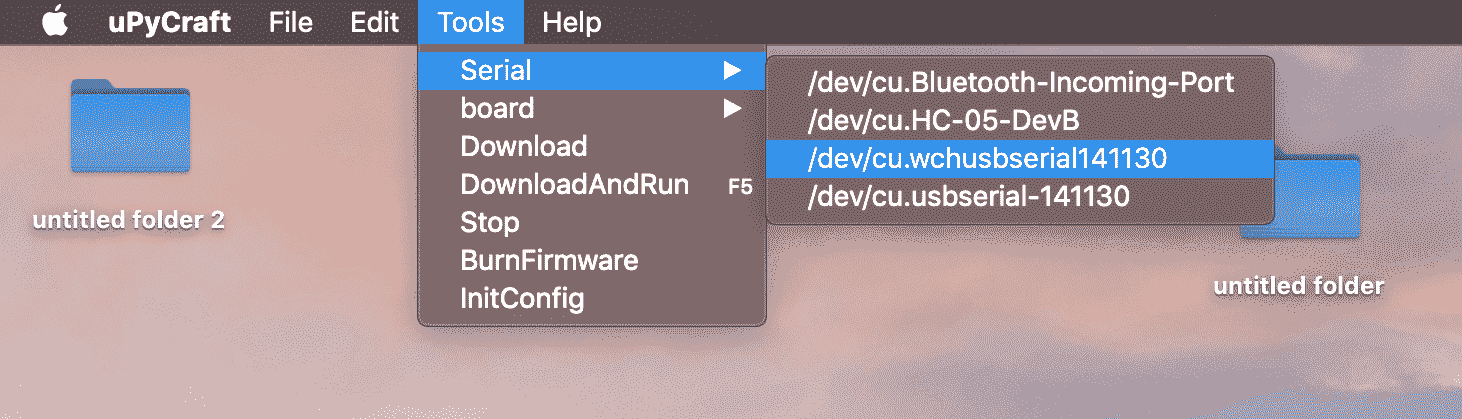 uPyCraft File Edit Tools Help
Serial
board
Download
DownloadAndRun F5
Stop
BurnFirmware
InitConfig
/dev/cu.Bluetooth-Incoming-Port
/dev/cu.HC-05-DevB
/dev/cu.wchusbserial141130
/dev/cu.usbserial-141130
untitled folder 2
untitled folder